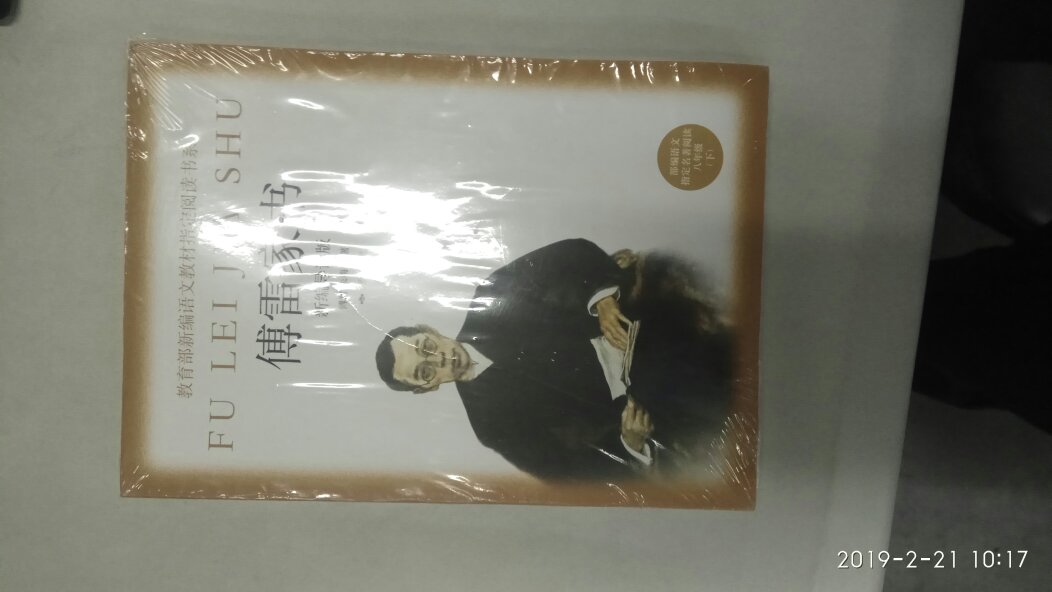 教育部新编语文教材指定阅读书系
FU LEI JIA SHU
傅雷家书
新编
部编语文
指定名著阅读
八年级
（下）
2019-2-21 10:17